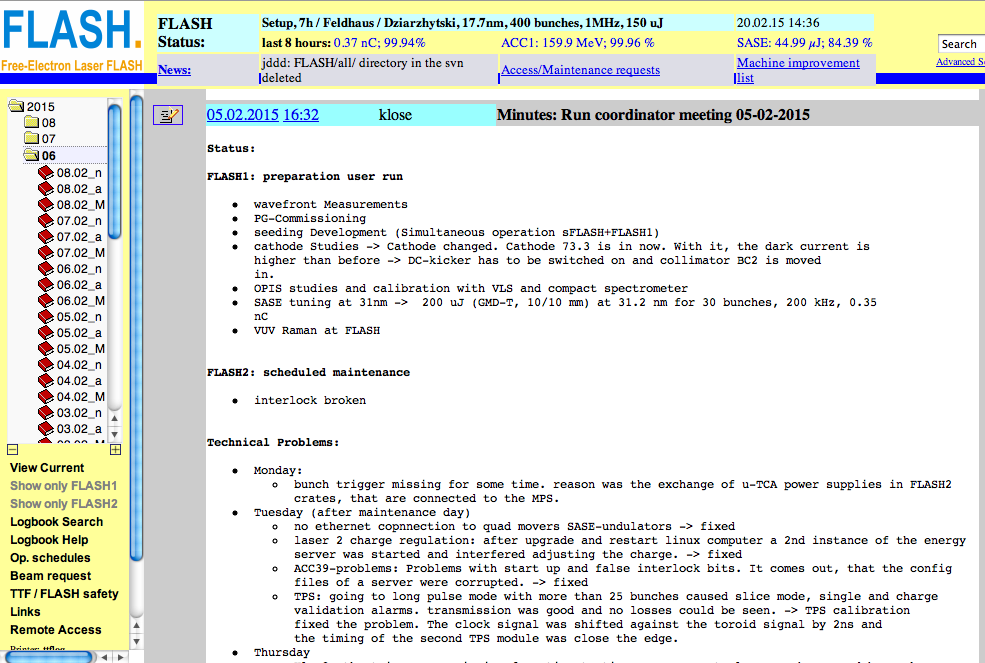 FLASH.
Free-Electron Laser FLASH
FLASH Status:
Setup, 7h / Feldhaus / Dziarzhytski, 17.7nm, 400 bunches, 1MHz, 150 uJ
20.02.15 14:36
last 8 hours: 0.37 nC; 99.94%
ACC1: 159.9 MeV; 99.96 %
SASE: 44.99 µJ; 84.39 %
News:
jddd: FLASH/all/ directory in the svn
deleted
Access/Maintenance requests
Machine improvement
list
Search
Advanced
2015
08
07
06
08.02_n
08.02_a
08.02_M
07.02_n
07.02_a
07.02_M
06.02_n
06.02_a
06.02_M
05.02_n
05.02_a
05.02_M
04.02_n
04.02_a
04.02_M
03.02_n
03.02_a
View Current
Show only FLASH1
Show only FLASH2
Logbook Search
Logbook Help
Op. schedules
Beam request
TTF / FLASH safety
Links
Remote Access
05.02.2015 16:32
klose
Minutes: Run coordinator meeting 05-02-2015
Status:
FLASH1: preparation user run
• wavefront Measurements
• PG-Commissioning
• seeding Development (Simultaneous operation sFLASH+FLASH1)
• cathode Studies -> Cathode changed. Cathode 73.3 is in now. With it, the dark current is
higher than before -> DC-kicker has to be switched on and collimator BC2 is moved
in.
• OPIS studies and calibration with VLS and compact spectrometer
• SASE tuning at 31nm -> 200 uJ (GMD-T, 10/10 mm) at 31.2 nm for 30 bunches, 200 kHz, 0.35
nC
• VUV Raman at FLASH
FLASH2: scheduled maintenance
• interlock broken
Technical Problems:
• Monday:
○ bunch trigger missing for some time. reason was the exchange of u-TCA power supplies in FLASH2
crates, that are connected to the MPS.
• Tuesday (after maintenance day)
○ no ethernet copnnection to quad movers SASE-undulators -> fixed
○ laser 2 charge regulation: after upgrade and restart linux computer a 2nd instance of the energy
server was started and interfered adjusting the charge. -> fixed
○ ACC39-problems: Problems with start up and false interlock bits. It comes out, that the config
files of a server were corrupted. -> fixed
○ TPS: going to long pulse mode with more than 25 bunches caused slice mode, single and charge
validation alarms. transmission was good and no losses could be seen. -> TPS calibration
fixed the problem. The clock signal was shifted against the toroid signal by 2ns and
the timing of the second TPS module was close the edge.
• Thursday